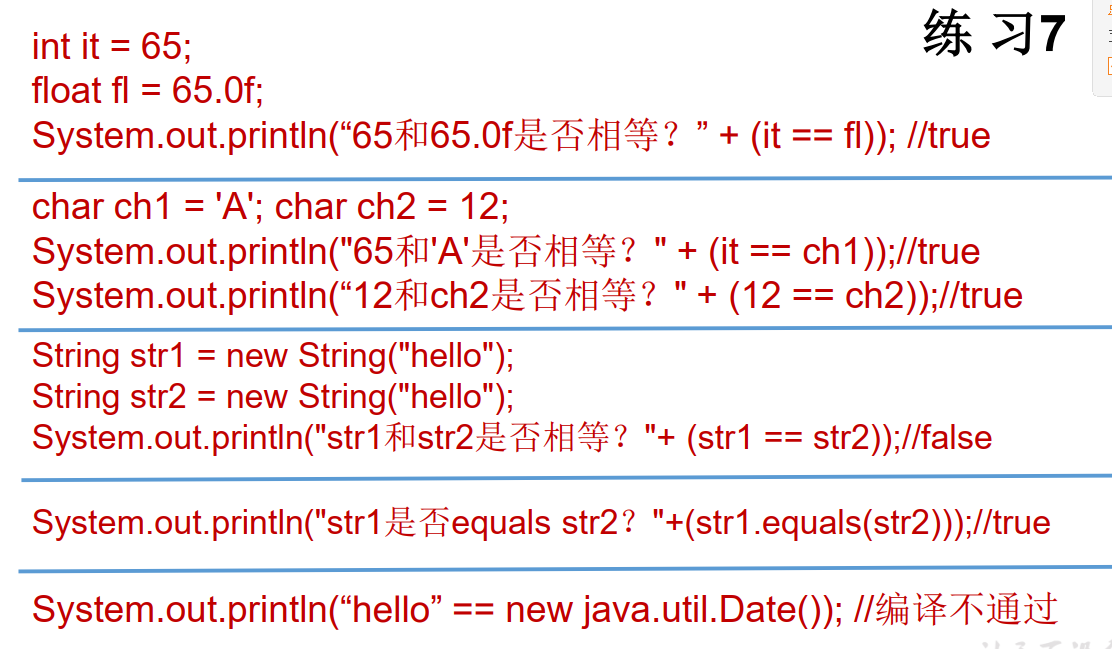 练 习7
int it = 65;
float fl = 65.0f;
System.out.println(“65和65.0f是否相等？” + (it == fl)); //true
char ch1 = 'A'; char ch2 = 12;
System.out.println("65和'A'是否相等？" + (it == ch1));//true
System.out.println(“12和ch2是否相等？" + (12 == ch2));//true
String str1 = new String("hello");
String str2 = new String("hello");
System.out.println("str1和str2是否相等？"+ (str1 == str2));//false
System.out.println("str1是否equals str2？"+(str1.equals(str2)));//true
System.out.println(“hello” == new java.util.Date()); //编译不通过